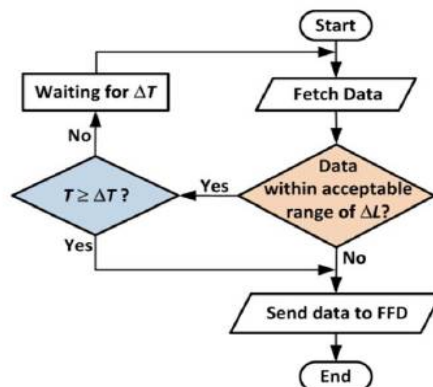 Start
Waiting for ΔT
Fetch Data
No
Data
within acceptable
range of ΔL?
Yes
T ≥ ΔT ?
Yes
No
Send data to FFD
End